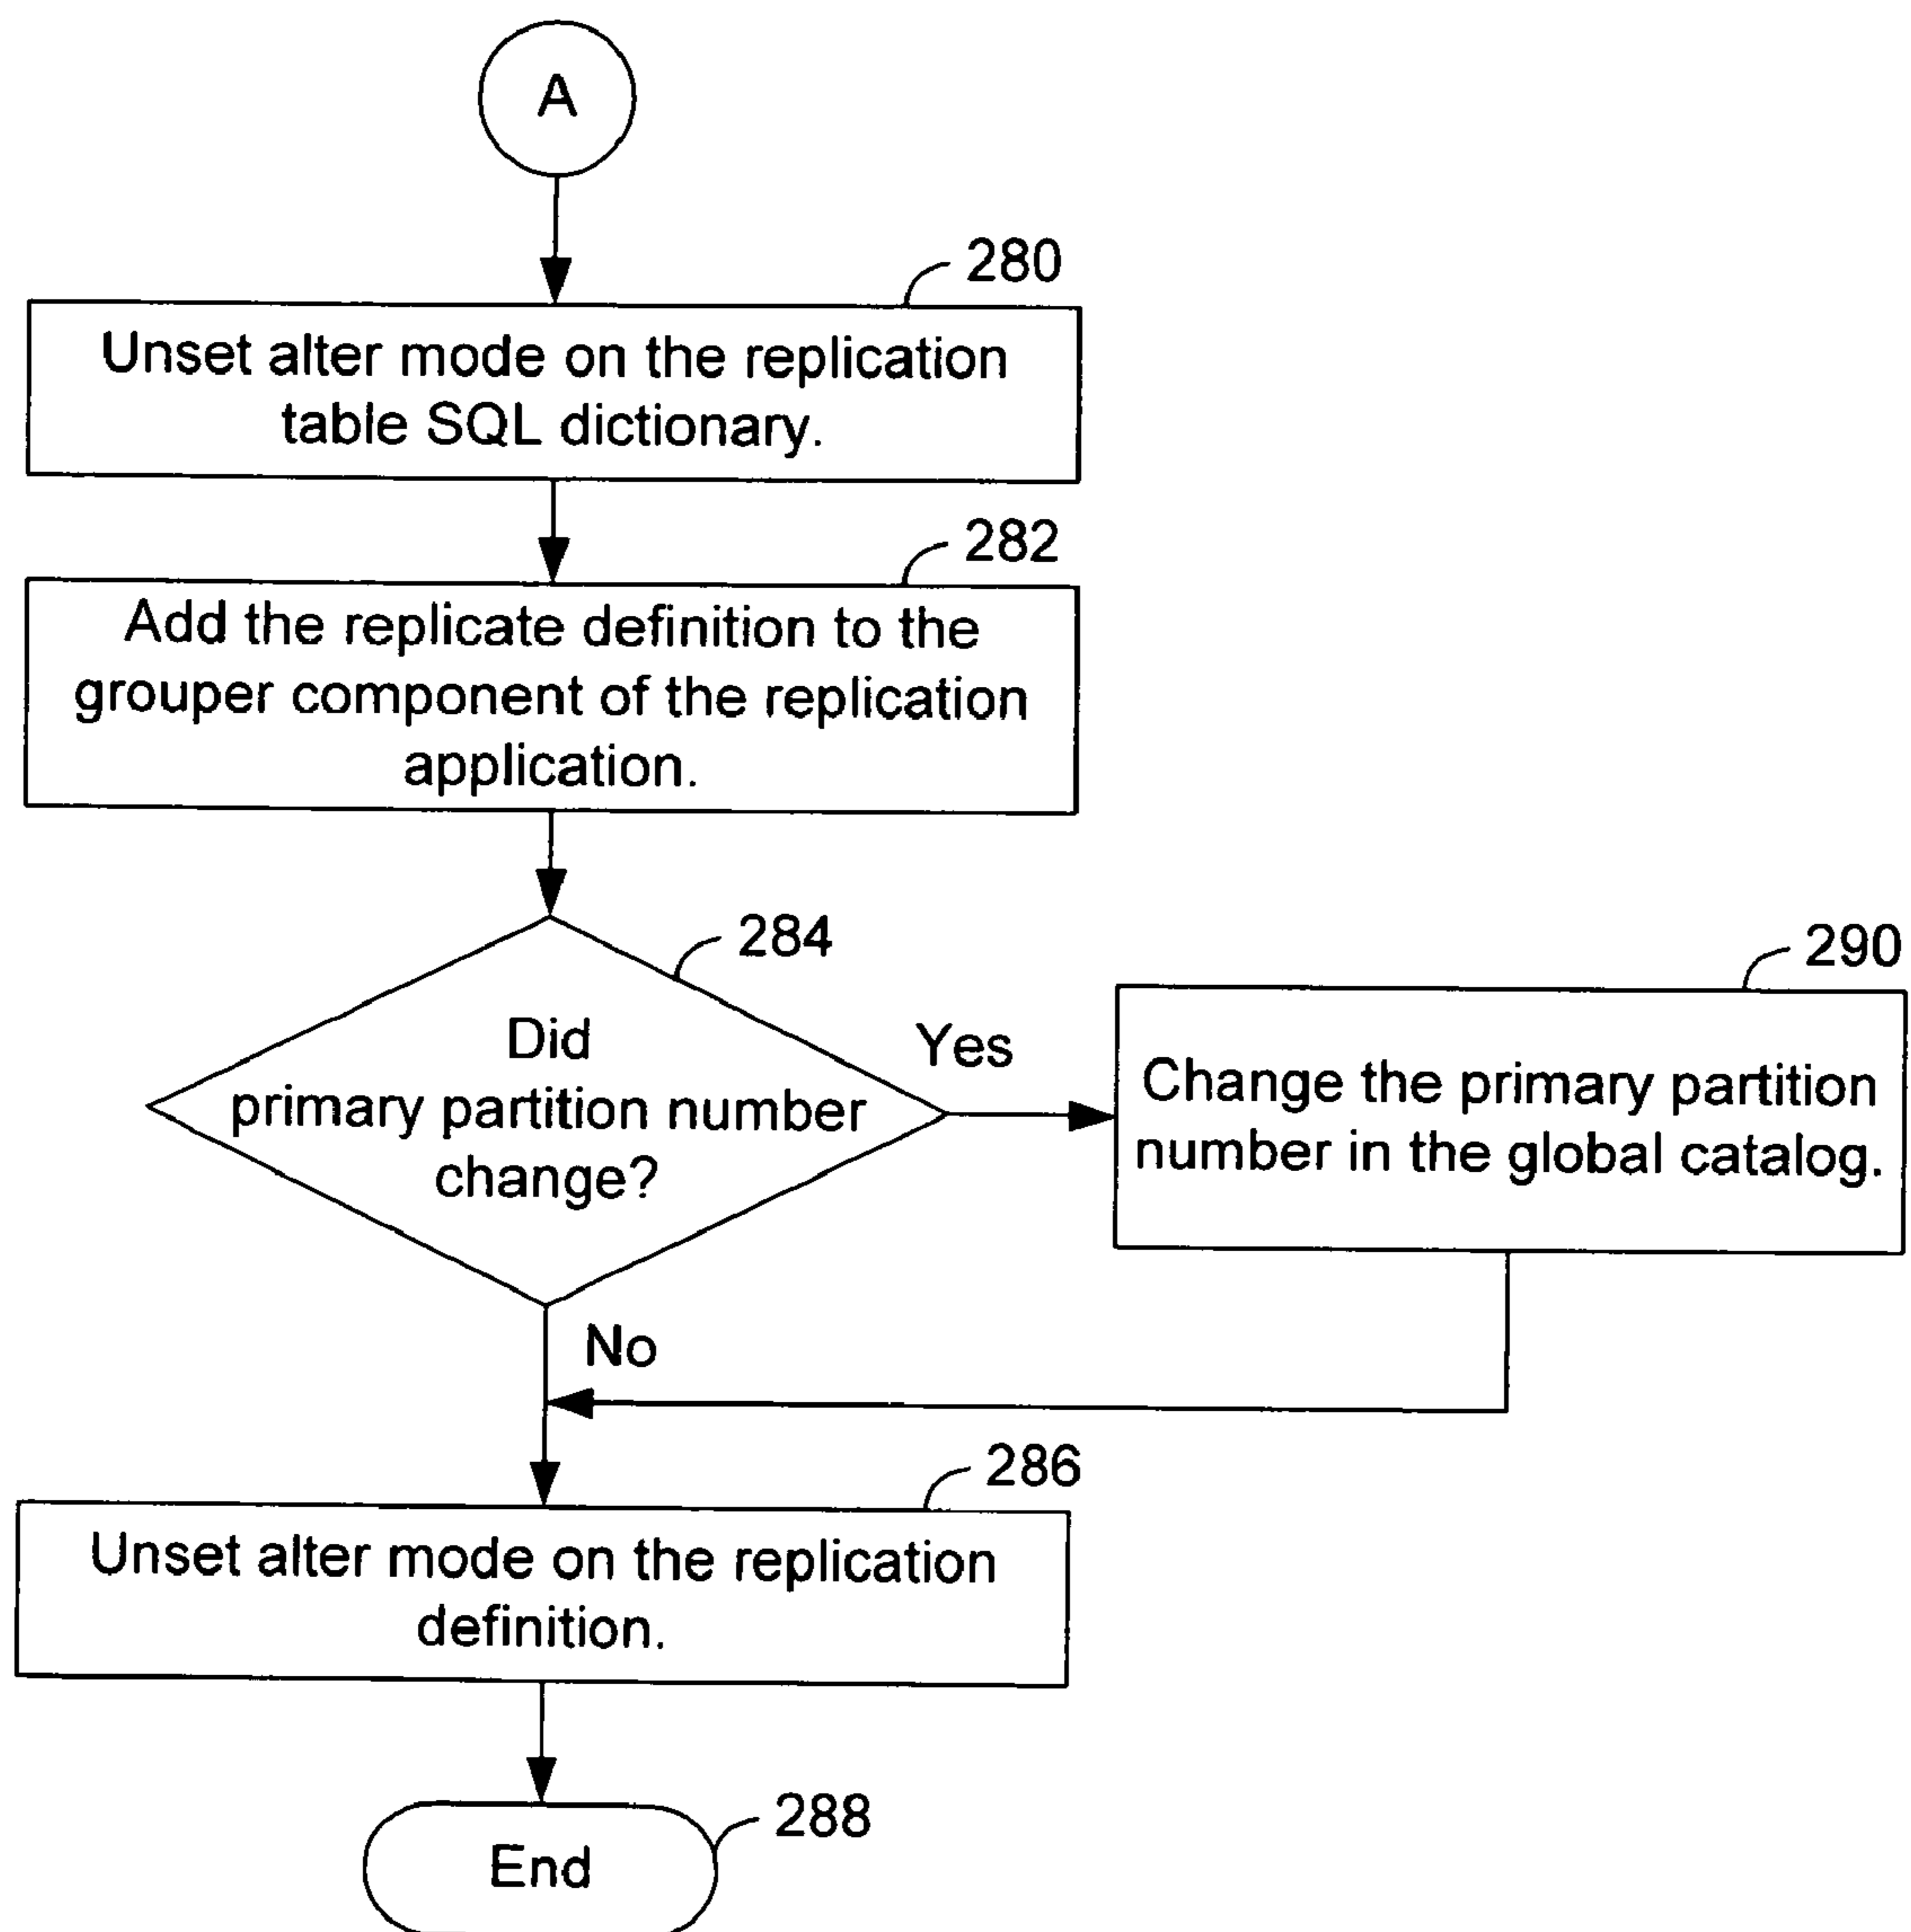 A
280
Unset alter mode on the replication
table SQL dictionary.
282
Add the replicate definition to the
grouper component of the replication
application.
284
Did
primary partition number
change?
Yes
290
Change the primary partition
number in the global catalog.
No
286
Unset alter mode on the replication
definition.
288
End